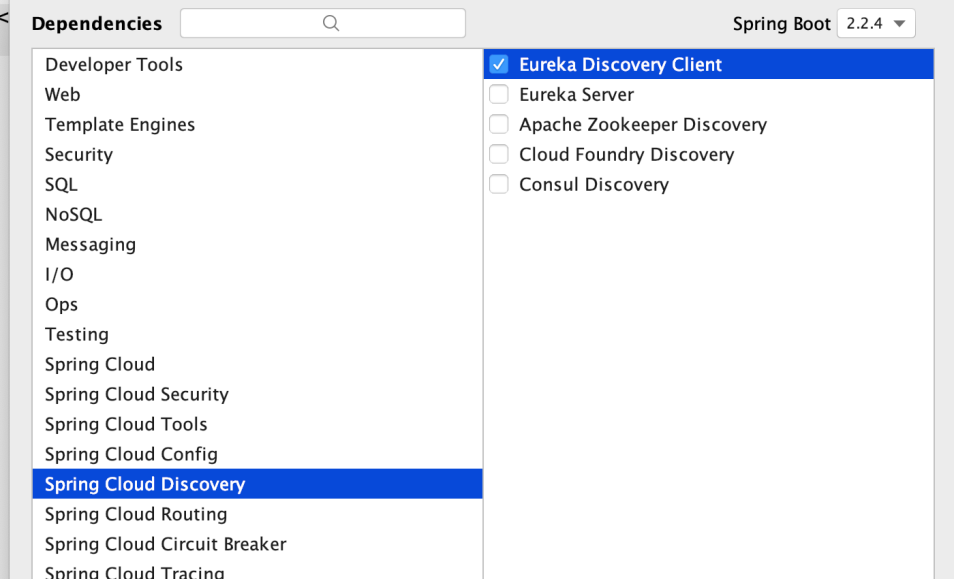 Dependencies
Spring Boot 2.2.4
Developer Tools
Web
Template Engines
Security
SQL
NoSQL
Messaging
I/O
Ops
Testing
Spring Cloud
Spring Cloud Security
Spring Cloud Tools
Spring Cloud Config
Spring Cloud Discovery
Spring Cloud Routing
Spring Cloud Circuit Breaker
Spring Cloud Tracing
Eureka Discovery Client
Eureka Server
Apache Zookeeper Discovery
Cloud Foundry Discovery
Consul Discovery